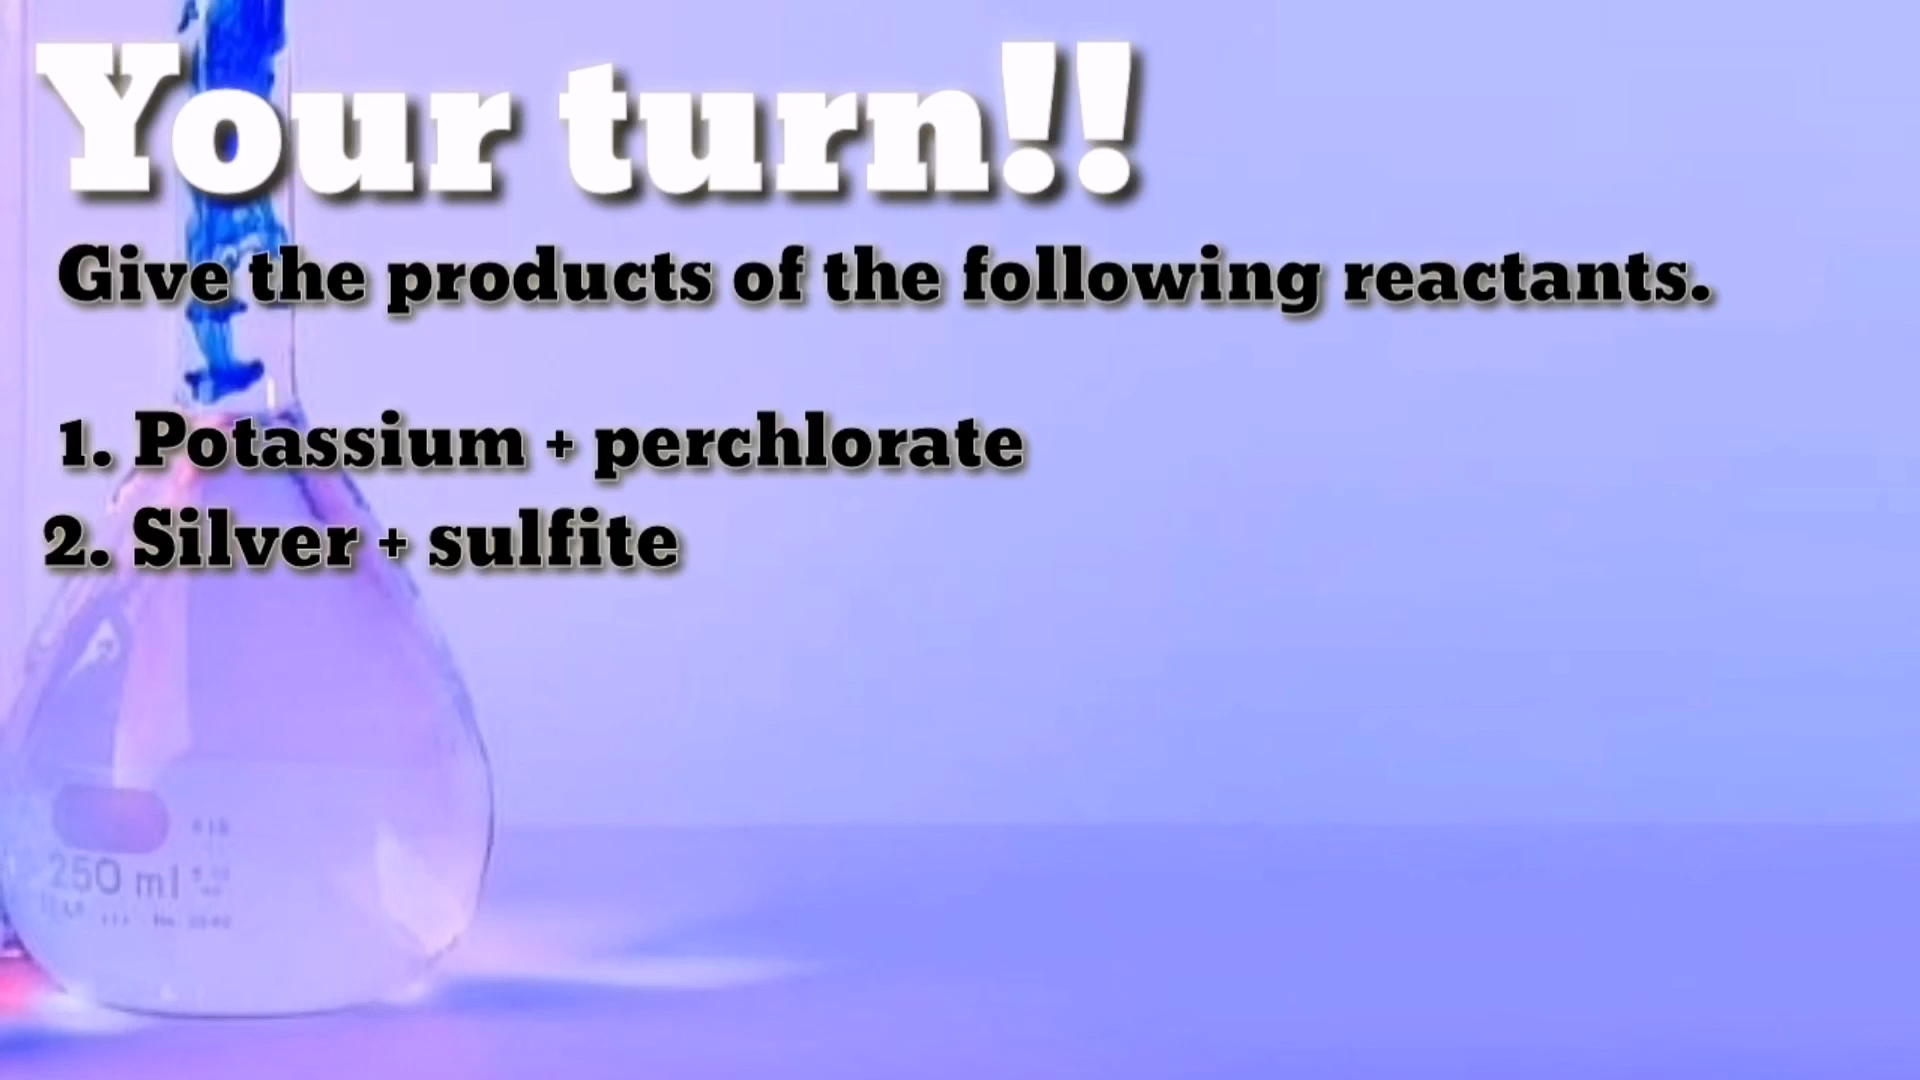 Your turn!!
Give the products of the following reactants.
1. Potassium + perchlorate
2. Silver + sulfite
250 ml